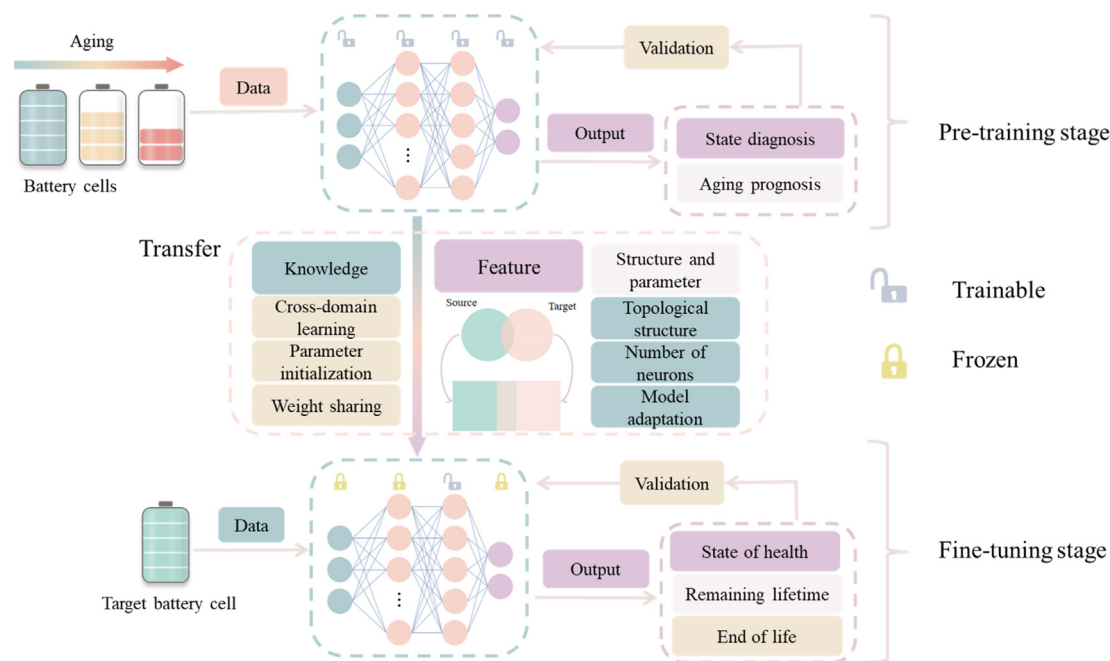 Aging
Data
Battery cells
Validation
Output
State diagnosis
Aging prognosis
Pre-training stage
Transfer
Knowledge
Cross-domain
learning
Parameter
initialization
Weight sharing
Feature
Source
Target
Structure and
parameter
Topological
structure
Number of
neurons
Model
adaptation
Trainable
Frozen
Data
Target battery cell
Validation
Output
State of health
Remaining lifetime
End of life
Fine-tuning stage